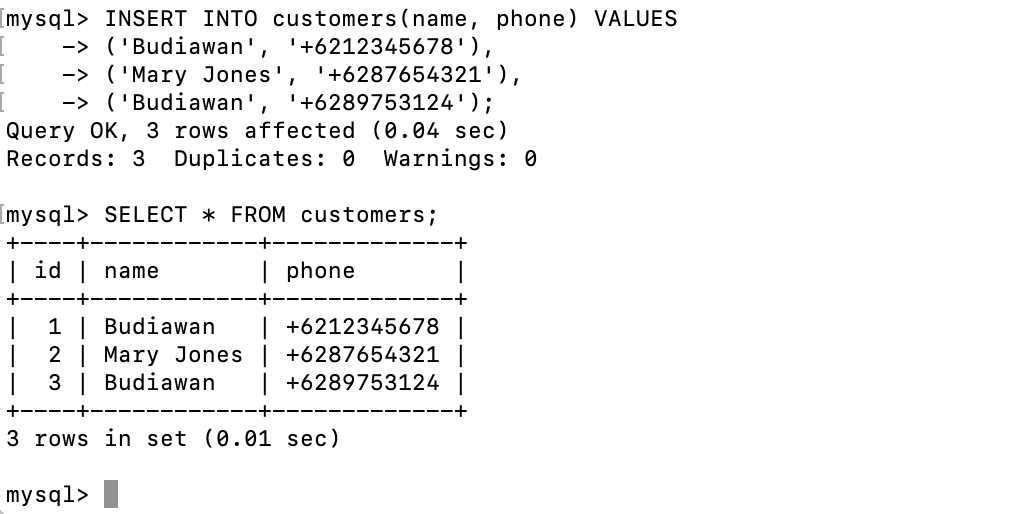 mysql> INSERT INTO customers(name, phone) VALUES
    -> ('Budiawan', '+6212345678'),
    -> ('Mary Jones', '+6287654321'),
    -> ('Budiawan', '+6289753124');
Query OK, 3 rows affected (0.04 sec)
Records: 3  Duplicates: 0  Warnings: 0

mysql> SELECT * FROM customers;
+----+------------+-------------+
| id | name       | phone       |
+----+------------+-------------+
|  1 | Budiawan   | +6212345678 |
|  2 | Mary Jones | +6287654321 |
|  3 | Budiawan   | +6289753124 |
+----+------------+-------------+
3 rows in set (0.01 sec)

mysql>